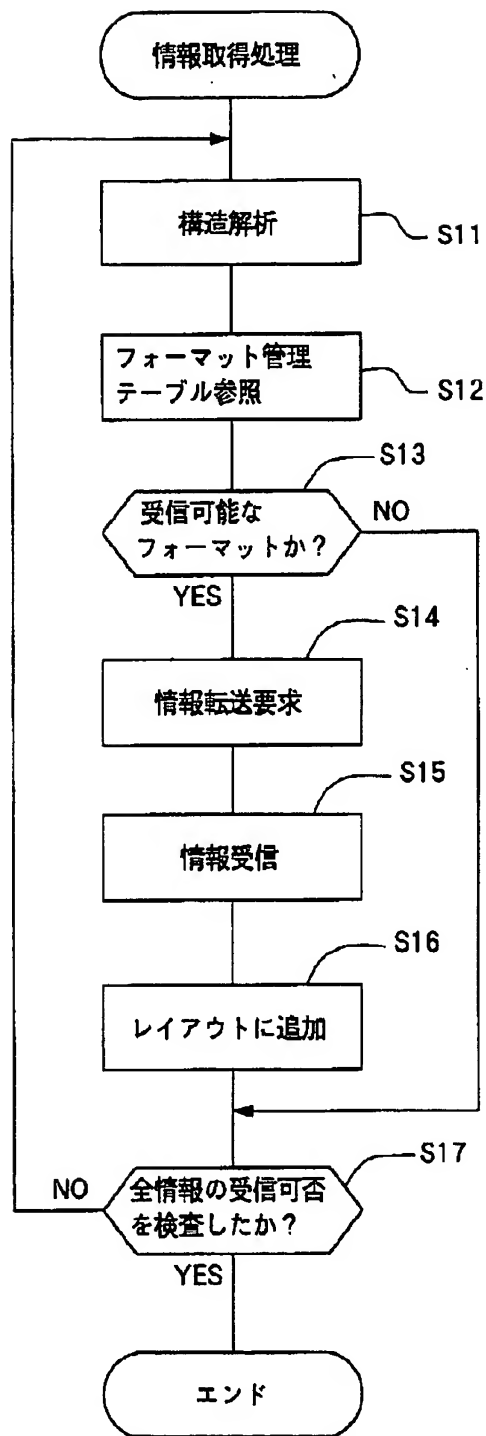 情報取得処理
構造解析
S11
フォーマット管理
テーブル参照
S12
S13
受信可能な
フォーマットか？
NO
YES
S14
情報転送要求
S15
情報受信
S16
レイアウトに追加
S17
NO
全情報の受信可否
を検査したか？
YES
エンド